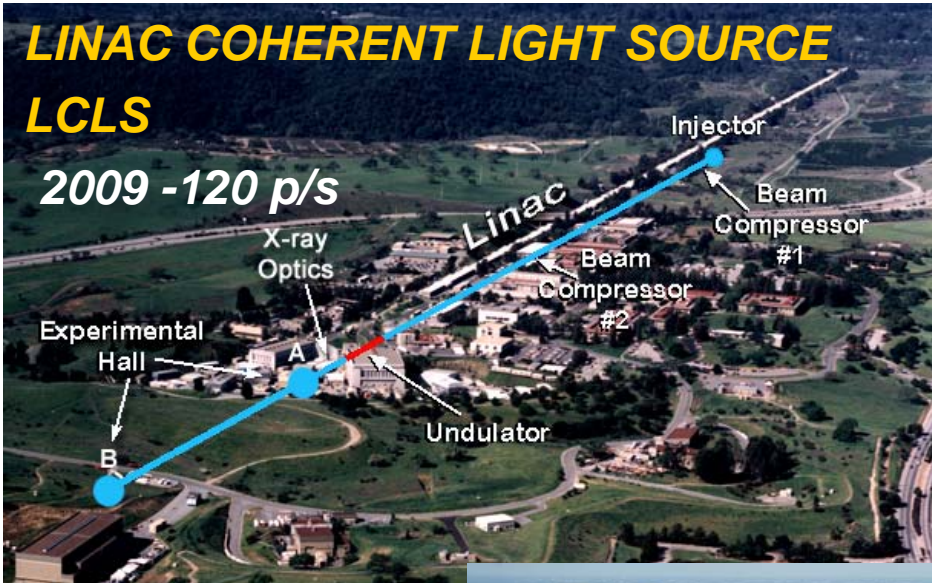 LINAC COHERENT LIGHT SOURCE
LCLS
2009 -120 p/s
Injector
Linac
Beam
Compressor
#1
X-ray
Optics
Beam
Compressor
#2
Experimental
Hall
A
Undulator
B